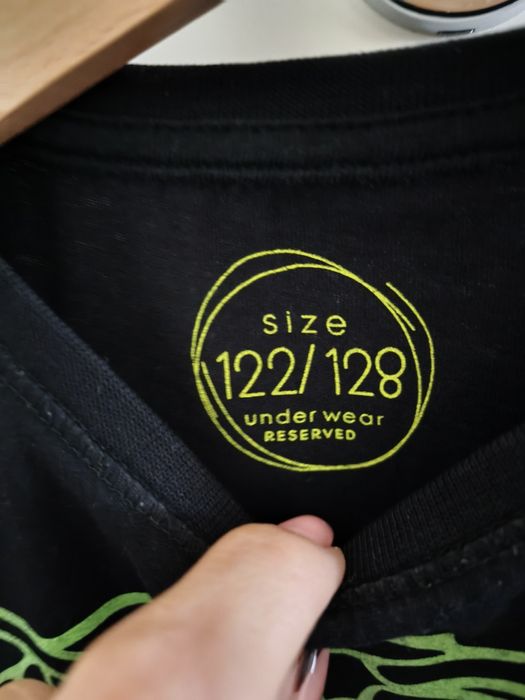 size
122/128
under wear
RESERVED